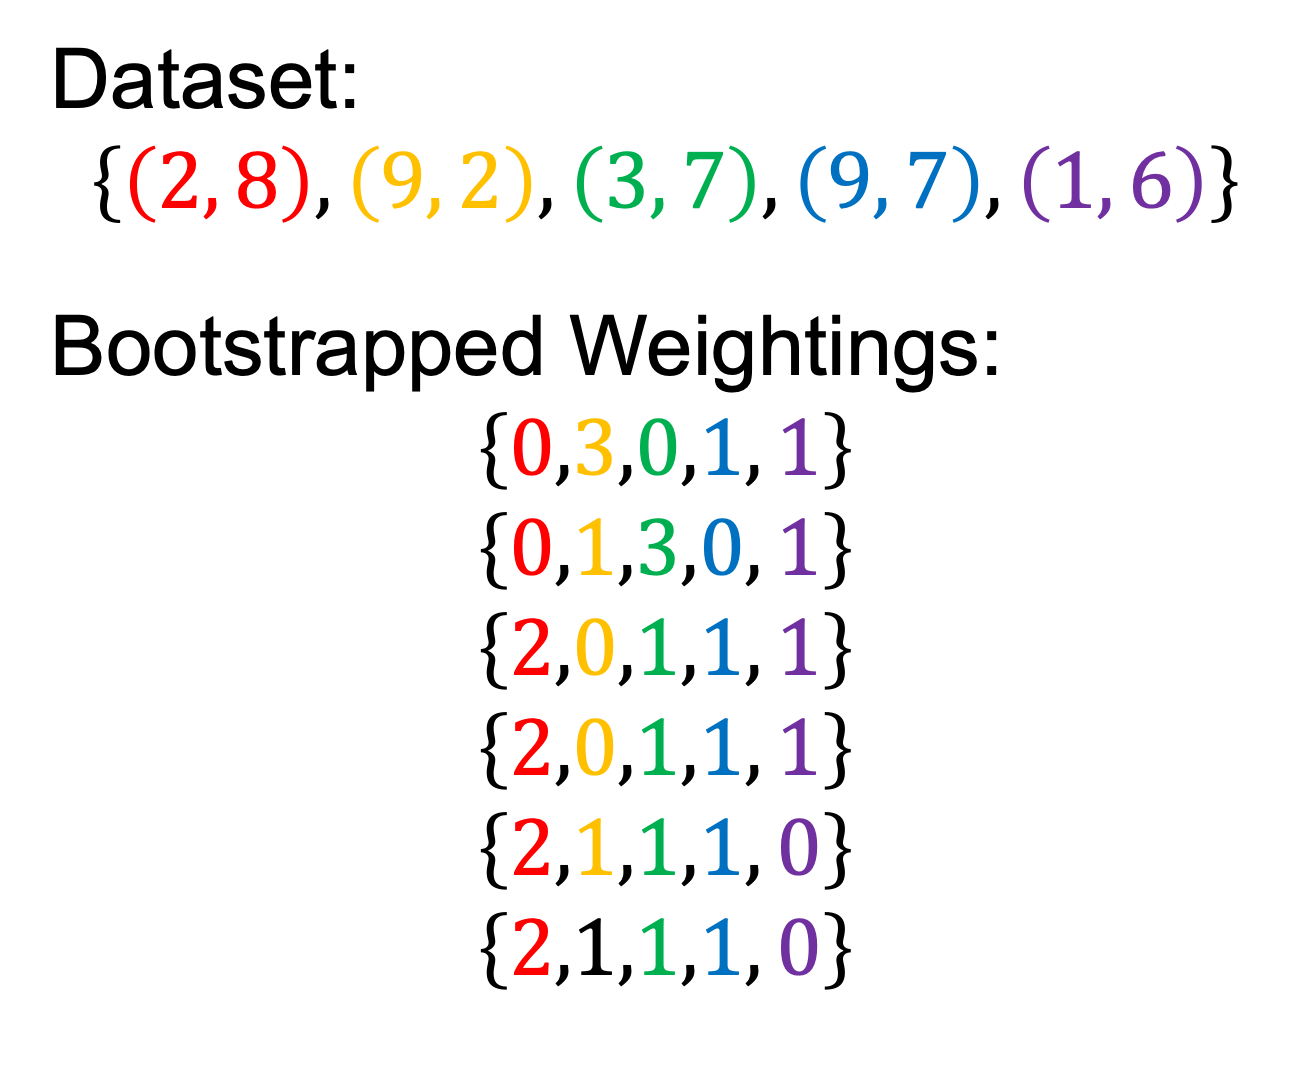 Dataset:
{(2, 8), (9, 2), (3, 7), (9, 7), (1, 6)}
Bootstrapped Weightings:
{0,3,0,1, 1}
{0,1,3,0, 1}
{2,0,1,1, 1}
{2,0,1,1, 1}
{2,1,1,1, 0}
{2,1,1,1, 0}